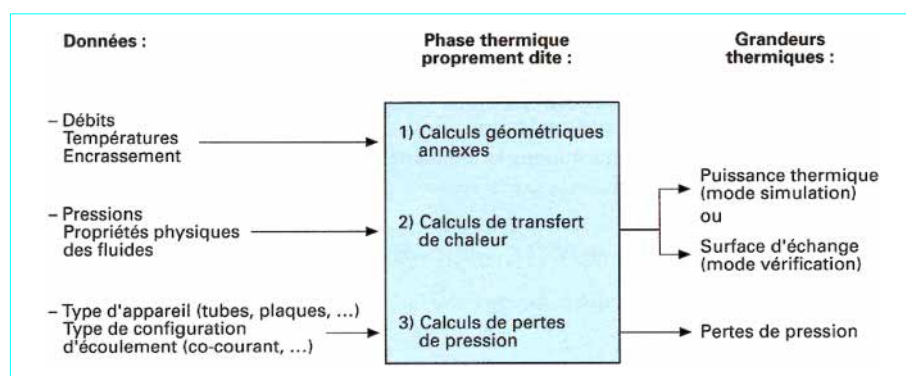 Données :
Phase thermique
proprement dite :
Grandeurs
thermiques :
– Débits
Températures
Encrassement
– Pressions
Propriétés physiques
des fluides
– Type d'appareil (tubes, plaques, ...)
Type de configuration
d'écoulement (co-courant, ...)
1) Calculs géométriques
annexes
2) Calculs de transfert
de chaleur
3) Calculs de pertes
de pression
Puissance thermique
(mode simulation)
ou
Surface d'échange
(mode vérification)
Pertes de pression